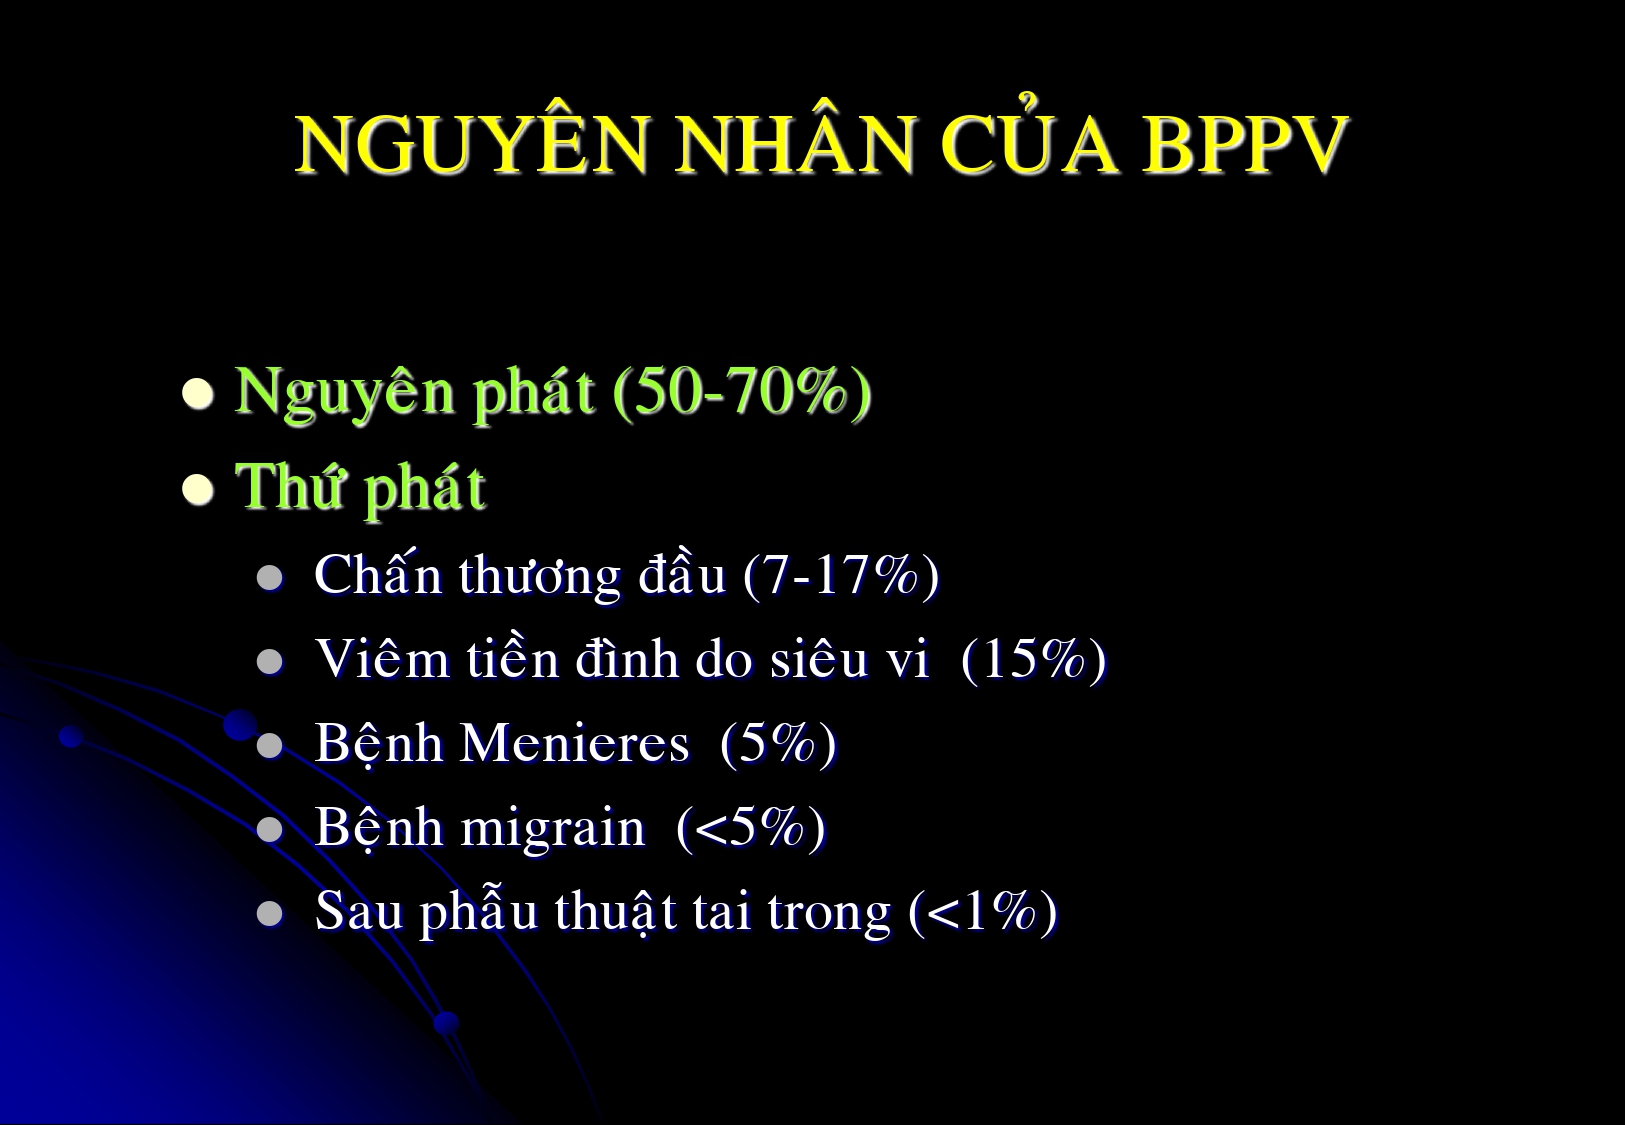 NGUYÊN NHÂN CỦA BPPV
Nguyên phát (50-70%)
Thứ phát
Chấn thương đầu (7-17%)
Viêm tiền đình do siêu vi (15%)
Bệnh Menieres (5%)
Bệnh migrain (<5%)
Sau phẫu thuật tai trong (<1%)